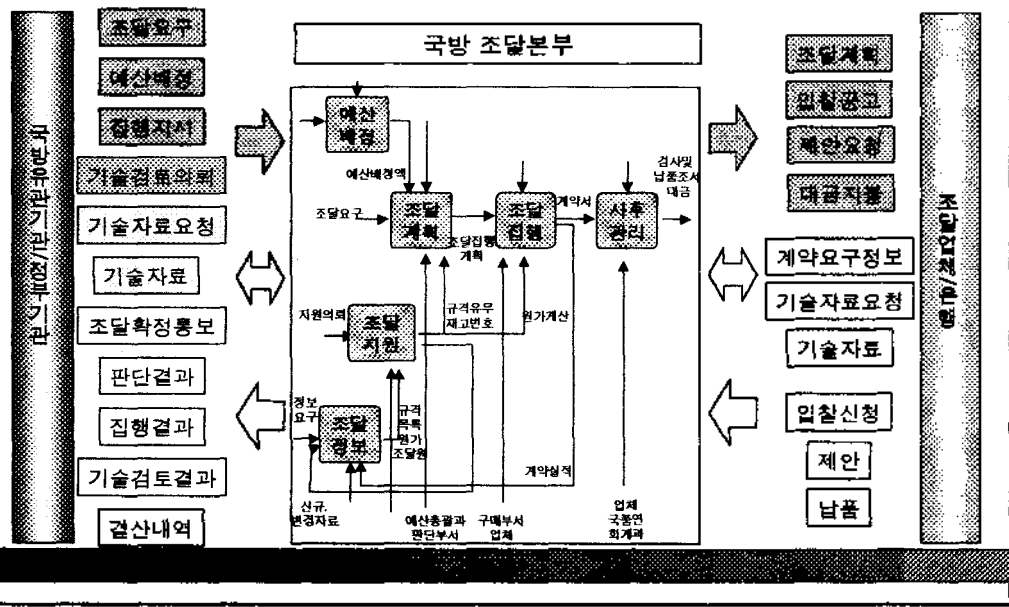 국방유관기관/정부기관
조달요구
예산배정
집행지시
기술검토의뢰
기술자료요청
기술자료
조달확정통보
판단결과
집행결과
기술검토결과
결산내역
국방 조달본부
예산
배정
예산배정액
조달요구
조달
계획
조달집행
계획
조달
집행
계약서
사후
관리
검사및
납품조서
대금
지원의뢰
조달
지원
규격유무
재고번호
원가계산
정보
요구
조달
정보
규격
목록
원가
조달원
계약실적
신규,
변경자료
예산총괄과
판단부서
구매부서
업체
업체
국품연
회계과
조달계획
입찰공고
제안요청
대금지불
계약요구정보
기술자료요청
기술자료
입찰신청
제안
납품
조달업체/은행